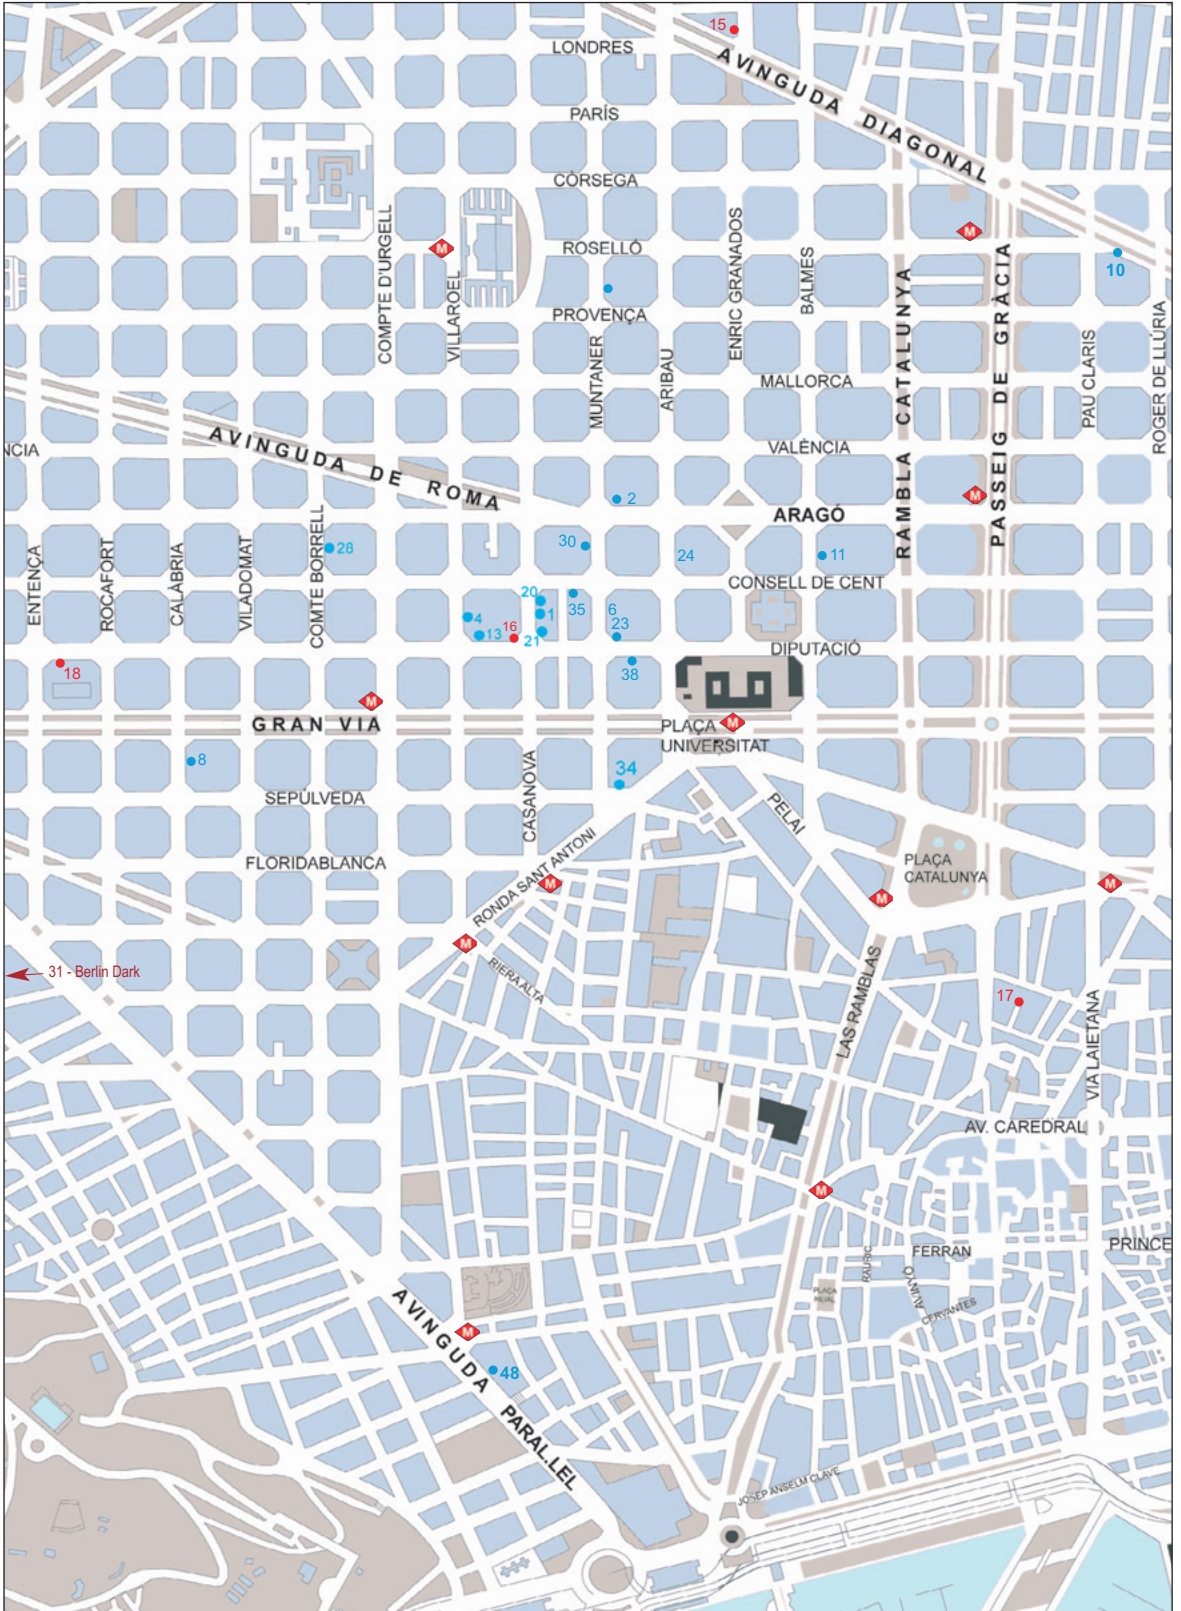 15
LONDRES
AVINGUDA DIAGONAL
PARÍS
CÒRSEGA
COMPTE D'URGELL
M
VILLAROEL
ROSELLÓ
ENRIC GRANADOS
BALMES
M
10
PROVENÇA
RAMBLA CATALUNYA
PASSEIG DE GRÀCIA
MUNTANER
ARIBAU
MALLORCA
PAU CLARIS
ROGER DE LLÚRIA
AVINGUDA DE ROMA
NCIA
VALÈNCIA
M
2
ARAGÓ
ENTENÇA
ROCAFORT
CALÀBRIA
VILADOMAT
COMTE BORRELL
28
30
24
11
CONSELL DE CENT
20
35
4
1
6
13
16
21
23
DIPUTACIÓ
18
38
M
GRAN VIA
M
PLAÇA
UNIVERSITAT
8
34
CASANOVA
SEPÚLVEDA
PELAI
FLORIDABLANCA
RONDA SANT ANTONI
PLAÇA
CATALUNYA
M
M
M
M
RIERA ALTA
31 - Berlin Dark
LAS RAMBLAS
17
VIA LAIETANA
AV. CAREDRAL
M
RAURIC
FERRAN
PRINCE
AVINYÓ
PLAÇA
REIAL
CERVANTES
AVINGUDA PARAL.LEL
M
48
JOSEP ANSELM CLAVE